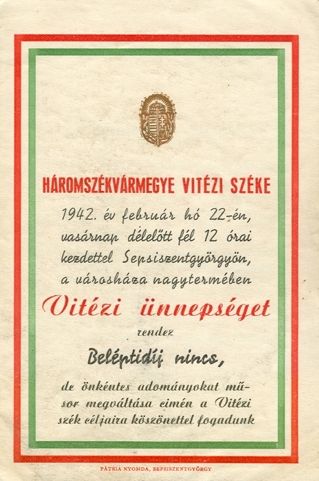 HÁROMSZÉKVÁRMEGYE VITÉZI SZÉKE
1942. év február hó 22-én,
vasárnap délelőtt fél 12 órai
kezdettel Sepsiszentgyörgyön,
a városháza nagytermében
Vitézi ünnepséget
rendez
Beléptidíj nincs,
de önkéntes adományokat mű-
sor megváltása cimén a Vitézi
szék céljaira köszönettel fogadunk
PÁTRIA NYOMDA, SEPSISZENTGYÖRGY